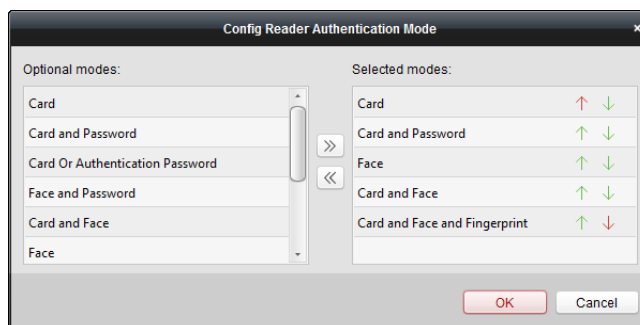 Config Reader Authentication Mode
Optional modes:
Card
Card and Password
Card Or Authentication Password
Face and Password
Card and Face
Face
Selected modes:
Card
Card and Password
Face
Card and Face
Card and Face and Fingerprint
OK
Cancel